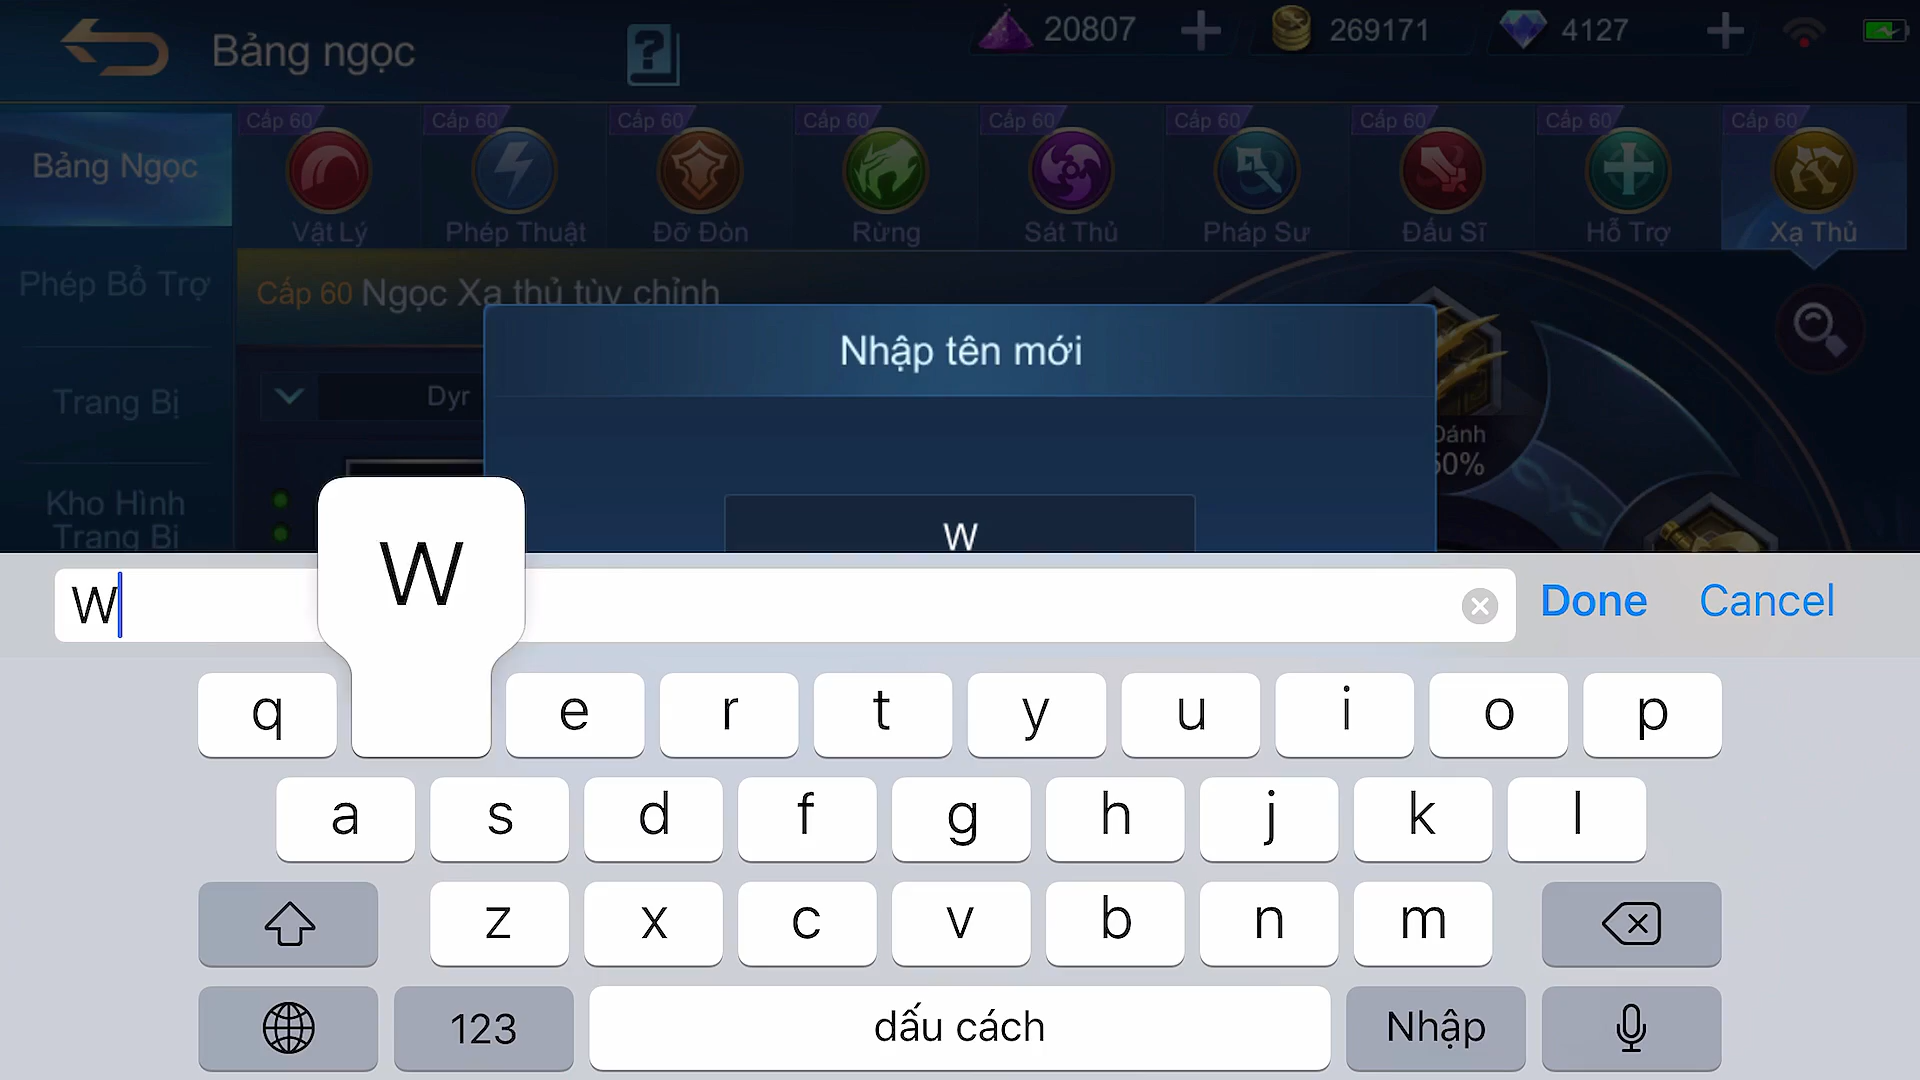 Bảng ngọc
20807
269171
4127
Bảng Ngọc
Cấp 60
Cấp 60
Cấp 60
Cấp 60
Cấp 60
Cấp 60
Cấp 60
Cấp 60
Cấp 60
Vật Lý
Phép Thuật
Đỡ Đòn
Rừng
Sát Thủ
Pháp Sư
Đấu Sĩ
Hỗ Trợ
Xạ Thủ
Phép Bổ Trợ
Cấp 60 Ngọc Xạ thủ tùy chỉnh
Nhập tên mới
Trang Bị
Dyr
Đánh
50%
Kho Hình
Trang Bị
W
W
W
Done
Cancel
q
e
r
t
y
u
i
o
p
a
s
d
f
g
h
j
k
l
z
x
c
v
b
n
m
123
dấu cách
Nhập